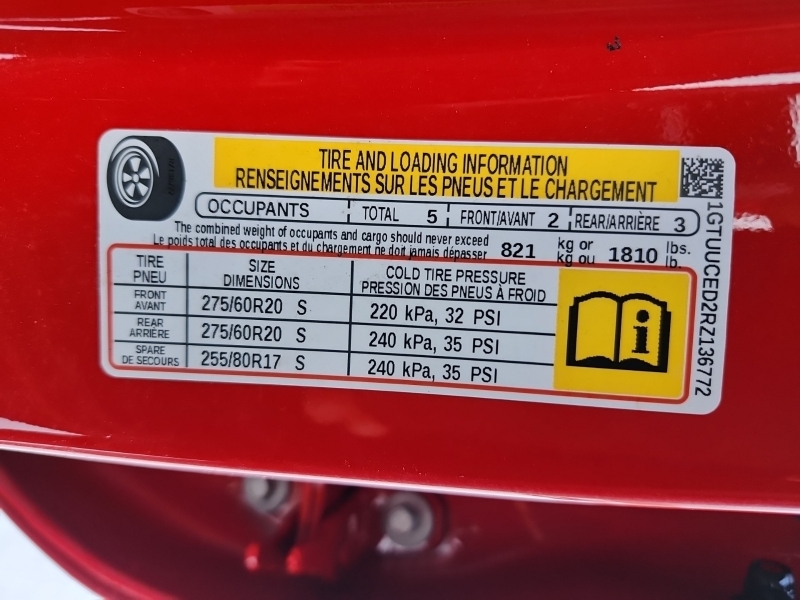 TIRE AND LOADING INFORMATION
RENSEIGNEMENTS SUR LES PNEUS ET LE CHARGEMENT
OCCUPANTS TOTAL 5 FRONT/AVANT 2 REAR/ARRIÈRE 3
The combined weight of occupants and cargo should never exceed
Le poids total des occupants et du chargement ne doit jamais dépasser
821 kg or kg ou 1810 lbs. lb.
TIRE PNEU SIZE DIMENSIONS COLD TIRE PRESSURE PRESSION DES PNEUS À FROID
FRONT AVANT 275/60R20 S 220 kPa, 32 PSI
REAR ARRIÈRE 275/60R20 S 240 kPa, 35 PSI
SPARE DE SECOURS 255/80R17 S 240 kPa, 35 PSI
i
1GTUUCED2RZ136772